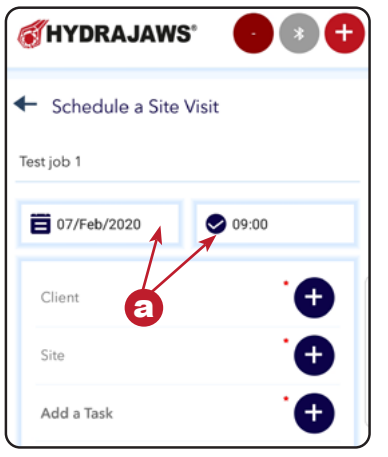 HYDRAJAWS®
-
+
Schedule a Site Visit
Test job 1
07/Feb/2020 09:00
a
Client * +
Site * +
Add a Task * +